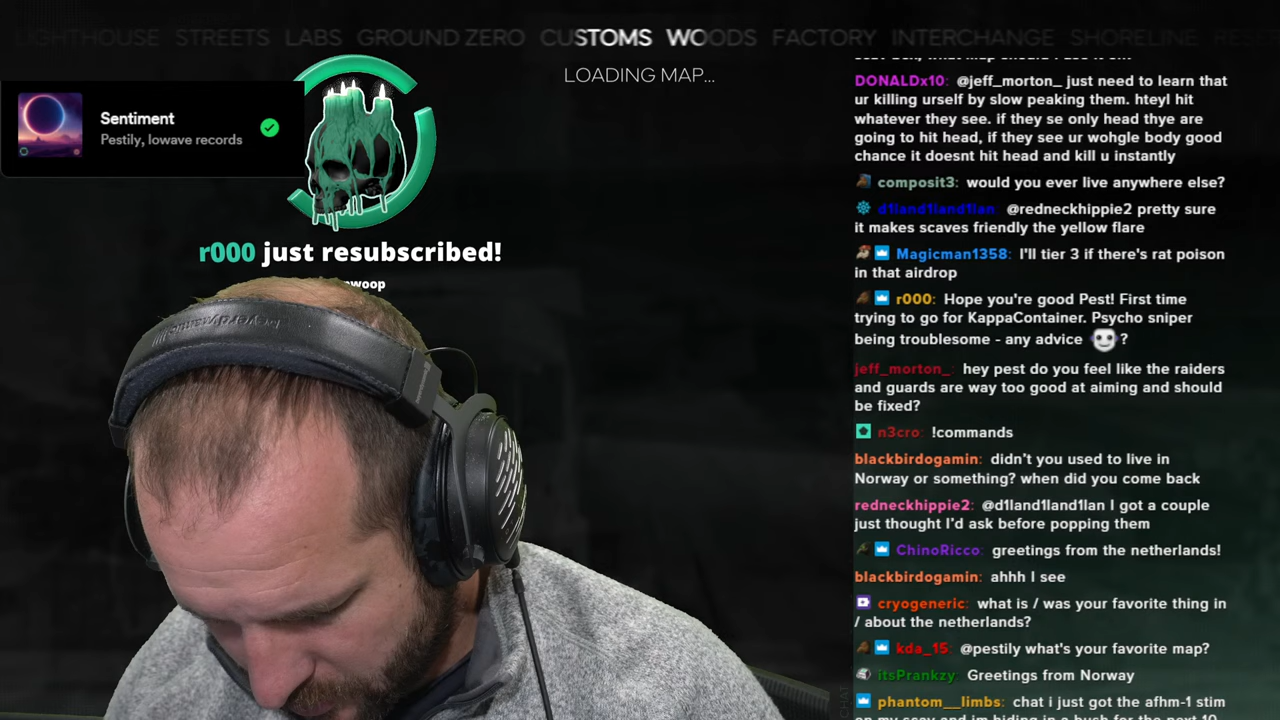 LIGHTHOUSE STREETS LABS GROUND ZERO CUSTOMS WOODS FACTORY INTERCHANGE SHORELINE
LOADING MAP...
Sentiment
Pestily, lowave records
r000 just resubscribed!
beyerdynamic
DONALDx10: @jeff_morton_ just need to learn that
ur killing urself by slow peaking them. hteyl hit
whatever they see. if they se only head thye are
going to hit head, if they see ur wohgle body good
chance it doesnt hit head and kill u instantly
composit3: would you ever live anywhere else?
d1land1land1lan: @redneckhippie2 pretty sure
it makes scaves friendly the yellow flare
Magicman1358: I'll tier 3 if there's rat poison
in that airdrop
r000: Hope you're good Pest! First time
trying to go for KappaContainer. Psycho sniper
being troublesome - any advice ?
jeff_morton_: hey pest do you feel like the raiders
and guards are way too good at aiming and should
be fixed?
n3cro: !commands
blackbirdogamin: didn't you used to live in
Norway or something? when did you come back
redneckhippie2: @d1land1land1lan I got a couple
just thought I'd ask before popping them
ChinoRicco: greetings from the netherlands!
blackbirdogamin: ahhh I see
cryogeneric: what is / was your favorite thing in
/ about the netherlands?
kda_15: @pestily what's your favorite map?
itsPrankzy: Greetings from Norway
phantom__limbs: chat i just got the afhm-1 stim
CHAT